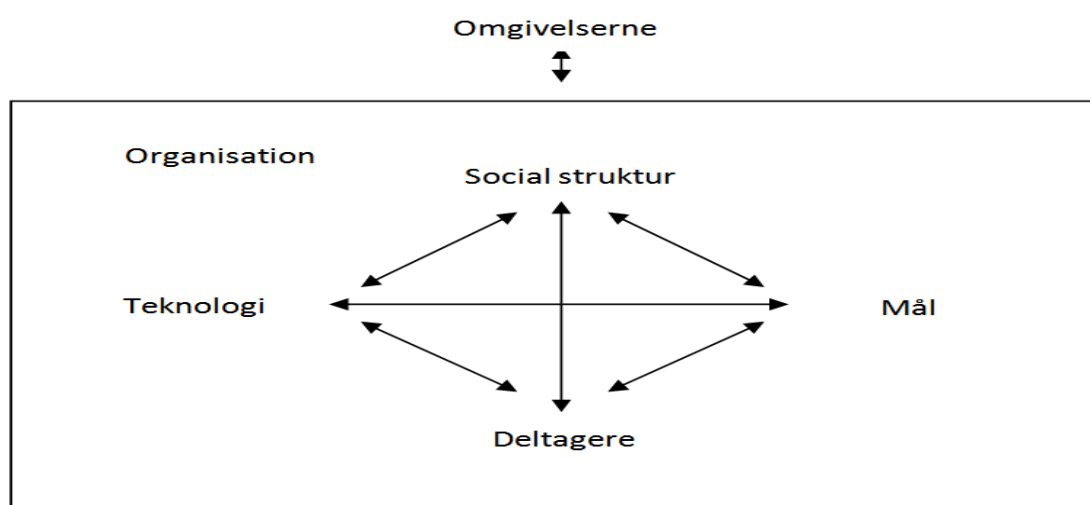 Omgivelserne
Organisation
Social struktur
Teknologi
Mål
Deltagere